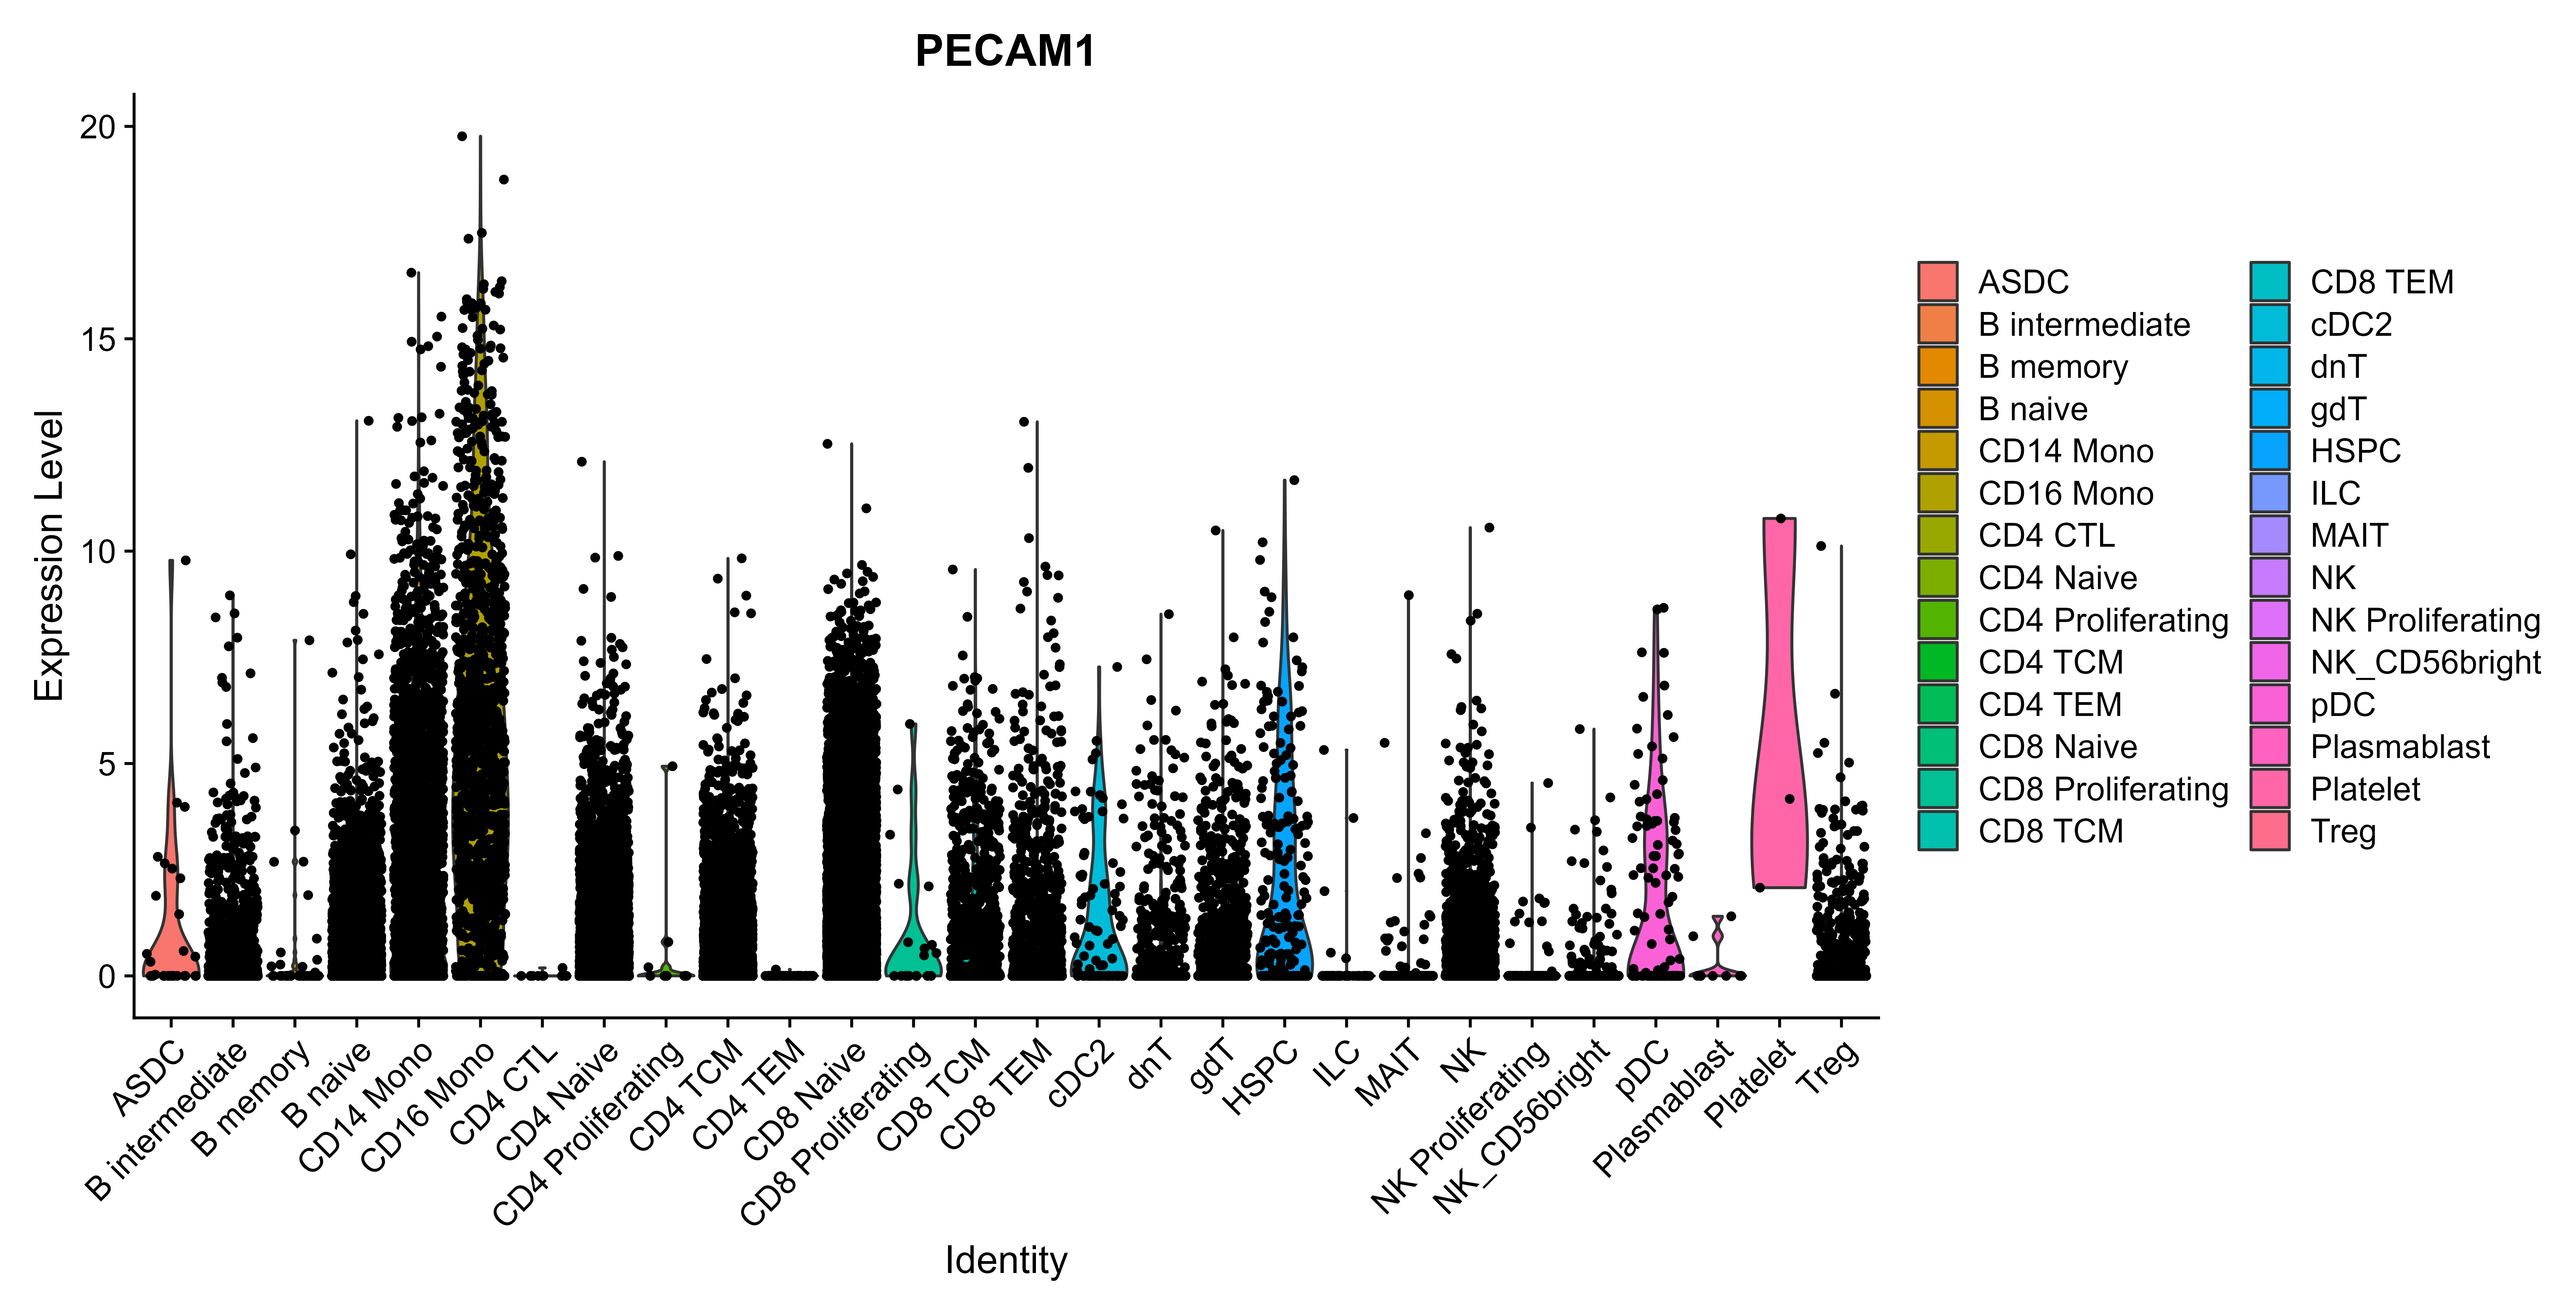 PECAM1
Expression Level
20
15
10
5
0
ASDC
B intermediate
B memory
B naive
CD14 Mono
CD16 Mono
CD4 CTL
CD4 Naive
CD4 Proliferating
CD4 TCM
CD4 TEM
CD8 Naive
CD8 Proliferating
CD8 TCM
CD8 TEM
cDC2
dnT
gdT
HSPC
ILC
MAIT
NK
NK Proliferating
NK_CD56bright
pDC
Plasmablast
Platelet
Treg
Identity
ASDC
B intermediate
B memory
B naive
CD14 Mono
CD16 Mono
CD4 CTL
CD4 Naive
CD4 Proliferating
CD4 TCM
CD4 TEM
CD8 Naive
CD8 Proliferating
CD8 TCM
CD8 TEM
cDC2
dnT
gdT
HSPC
ILC
MAIT
NK
NK Proliferating
NK_CD56bright
pDC
Plasmablast
Platelet
Treg